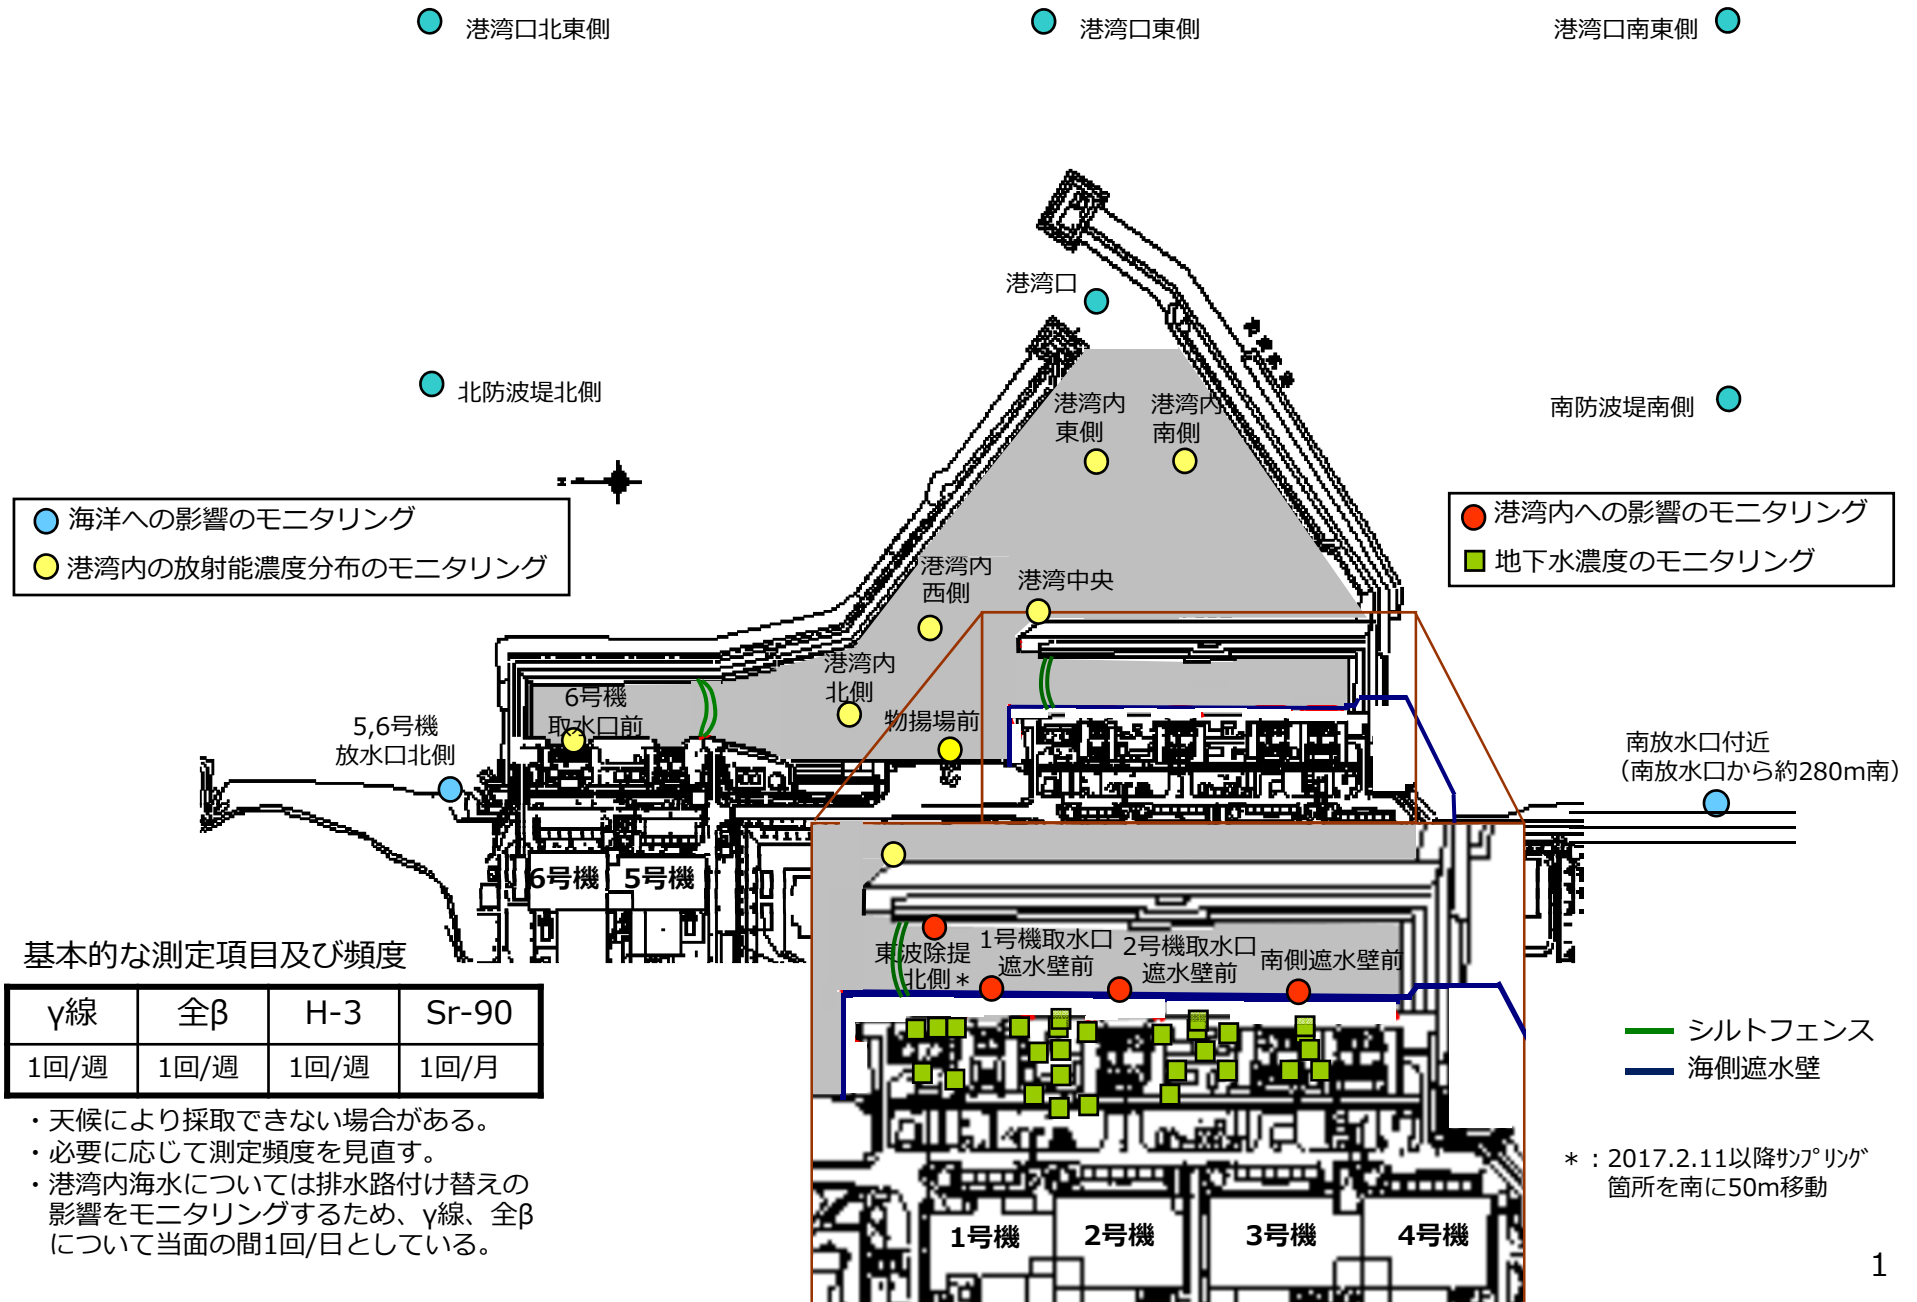 港湾口北東側
港湾口東側
港湾口南東側
港湾口
北防波堤北側
港湾内
東側
港湾内
南側
南防波堤南側
海洋への影響のモニタリング
港湾内の放射能濃度分布のモニタリング
港湾内への影響のモニタリング
地下水濃度のモニタリング
港湾内
西側
港湾中央
港湾内
北側
6号機
取水口前
物揚場前
5,6号機
放水口北側
南放水口付近
（南放水口から約280m南）
6号機
5号機
東波除堤
北側＊
1号機取水口
遮水壁前
2号機取水口
遮水壁前
南側遮水壁前
基本的な測定項目及び頻度
γ線 全β H-3 Sr-90
1回/週 1回/週 1回/週 1回/月
・天候により採取できない場合がある。
・必要に応じて測定頻度を見直す。
・港湾内海水については排水路付け替えの
影響をモニタリングするため、γ線、全β
について当面の間1回/日としている。
シルトフェンス
海側遮水壁
＊：2017.2.11以降ｻﾝﾌﾟﾘﾝｸﾞ
箇所を南に50m移動
1号機
2号機
3号機
4号機
1